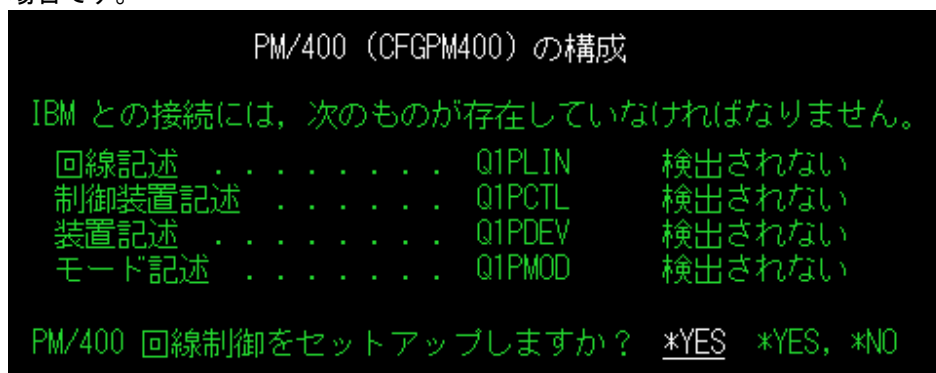 PM/400 (CFGPM400) の構成
IBM との接続には, 次のものが存在していなければなりません。
回線記述 . . . . . . . . Q1PLIN 検出されない
制御装置記述 . . . . . . Q1PCTL 検出されない
装置記述 . . . . . . . . Q1PDEV 検出されない
モード記述 . . . . . . . Q1PMOD 検出されない
PM/400 回線制御をセットアップしますか? *YES *YES, *NO